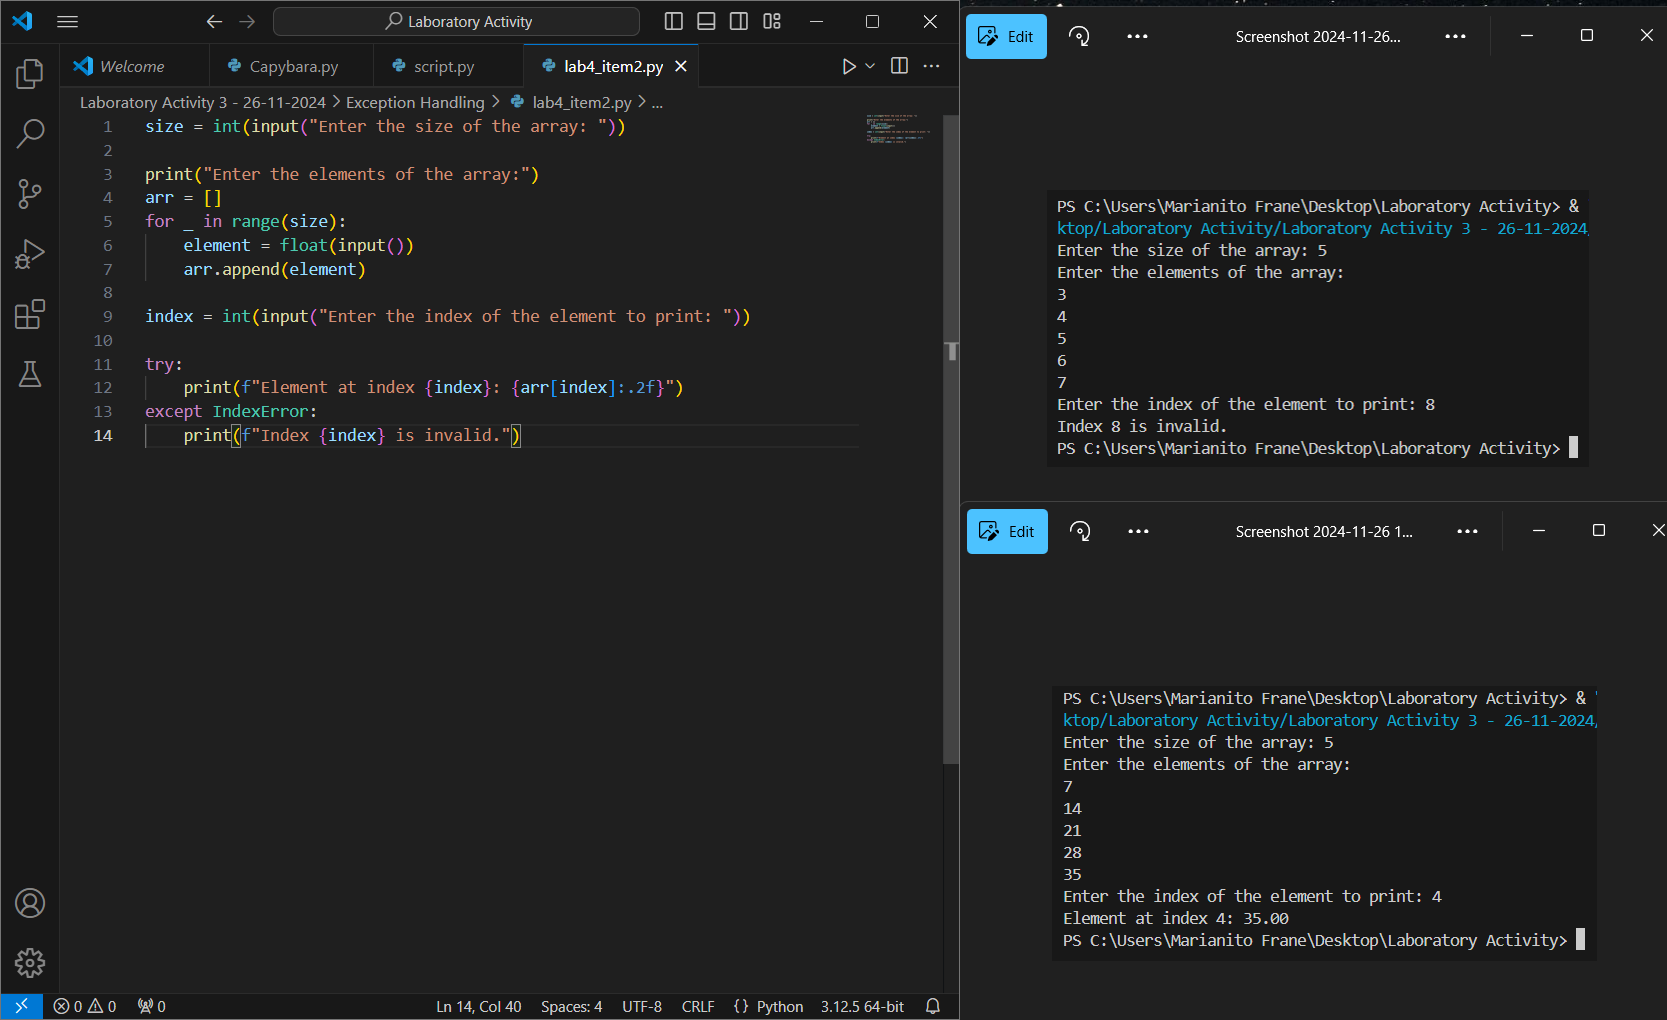 Laboratory Activity
Welcome
Capybara.py
script.py
lab4_item2.py
Laboratory Activity 3 - 26-11-2024 > Exception Handling > lab4_item2.py > ...
1 size = int(input("Enter the size of the array: "))
2
3 print("Enter the elements of the array:")
4 arr = []
5 for _ in range(size):
6     element = float(input())
7     arr.append(element)
8
9 index = int(input("Enter the index of the element to print: "))
10
11 try:
12     print(f"Element at index {index}: {arr[index]:.2f}")
13 except IndexError:
14     print(f"Index {index} is invalid.")
0 0 0
Ln 14, Col 40 Spaces: 4 UTF-8 CRLF {} Python 3.12.5 64-bit
Edit
Screenshot 2024-11-26...
PS C:\Users\Marianito Frane\Desktop\Laboratory Activity> &
ktop/Laboratory Activity/Laboratory Activity 3 - 26-11-2024/
Enter the size of the array: 5
Enter the elements of the array:
3
4
5
6
7
Enter the index of the element to print: 8
Index 8 is invalid.
PS C:\Users\Marianito Frane\Desktop\Laboratory Activity>
Edit
Screenshot 2024-11-26 1...
PS C:\Users\Marianito Frane\Desktop\Laboratory Activity> & '
ktop/Laboratory Activity/Laboratory Activity 3 - 26-11-2024/
Enter the size of the array: 5
Enter the elements of the array:
7
14
21
28
35
Enter the index of the element to print: 4
Element at index 4: 35.00
PS C:\Users\Marianito Frane\Desktop\Laboratory Activity>